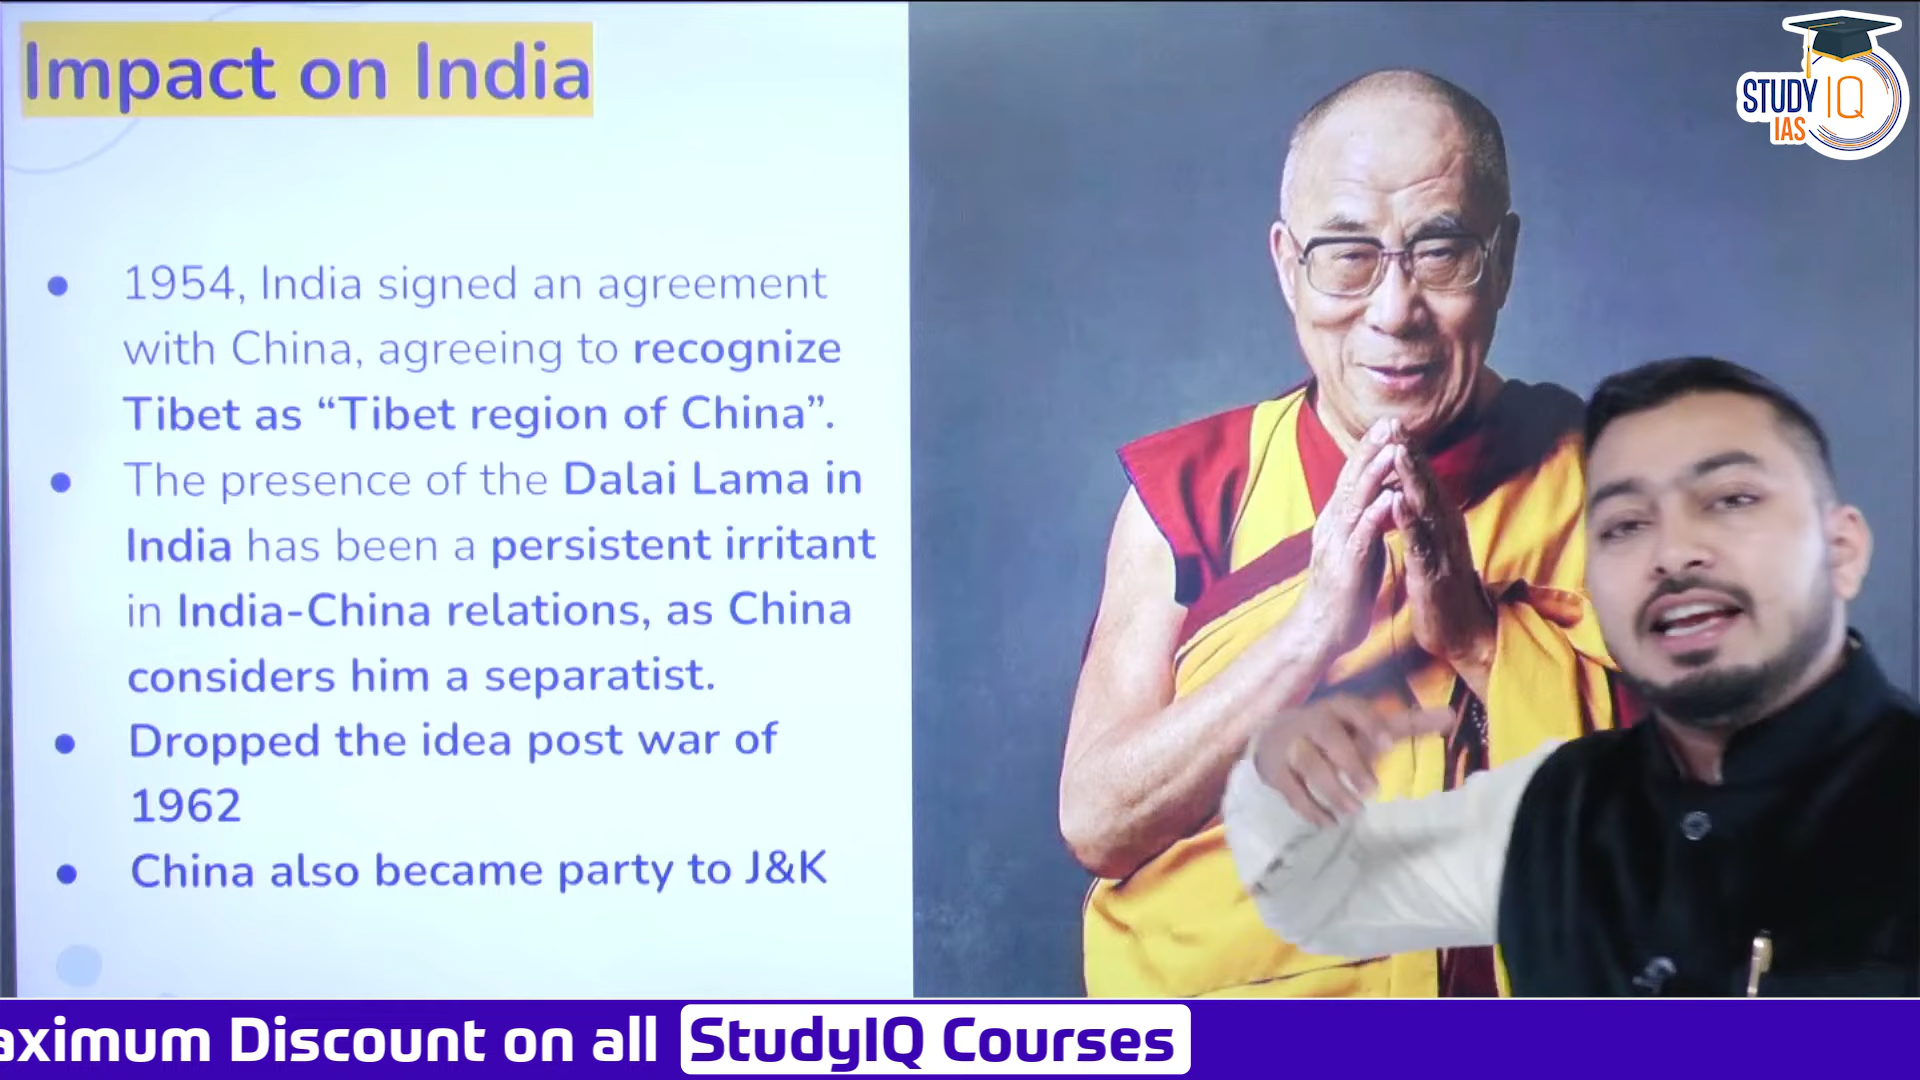 Impact on India
STUDY IQ
IAS
● 1954, India signed an agreement
with China, agreeing to recognize
Tibet as “Tibet region of China”.
● The presence of the Dalai Lama in
India has been a persistent irritant
in India-China relations, as China
considers him a separatist.
● Dropped the idea post war of
1962
● China also became party to J&K
aximum Discount on all StudyIQ Courses